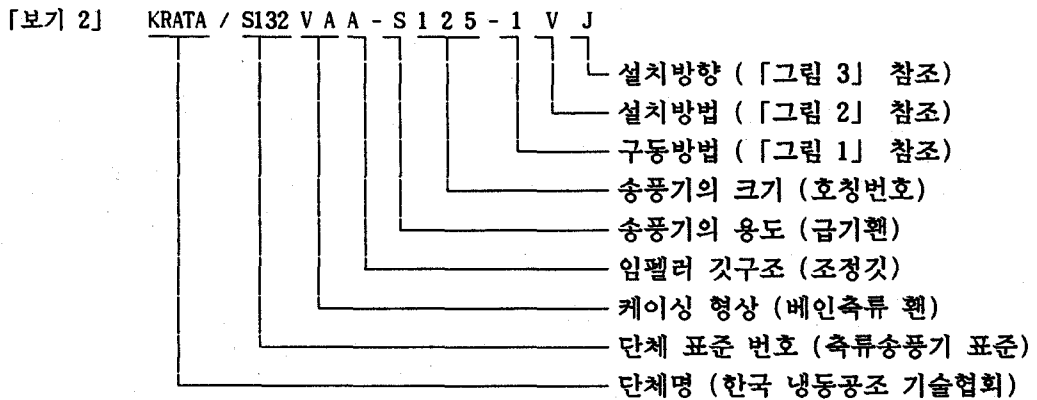 「보기 2」 KRATA / S132 V A A - S 1 2 5 - 1 V J
설치방향 (「그림 3」 참조)
설치방법 (「그림 2」 참조)
구동방법 (「그림 1」 참조)
송풍기의 크기 (호칭번호)
송풍기의 용도 (급기홴)
임펠러 깃구조 (조정깃)
케이싱 형상 (베인축류 홴)
단체 표준 번호 (축류송풍기 표준)
단체명 (한국 냉동공조 기술협회)